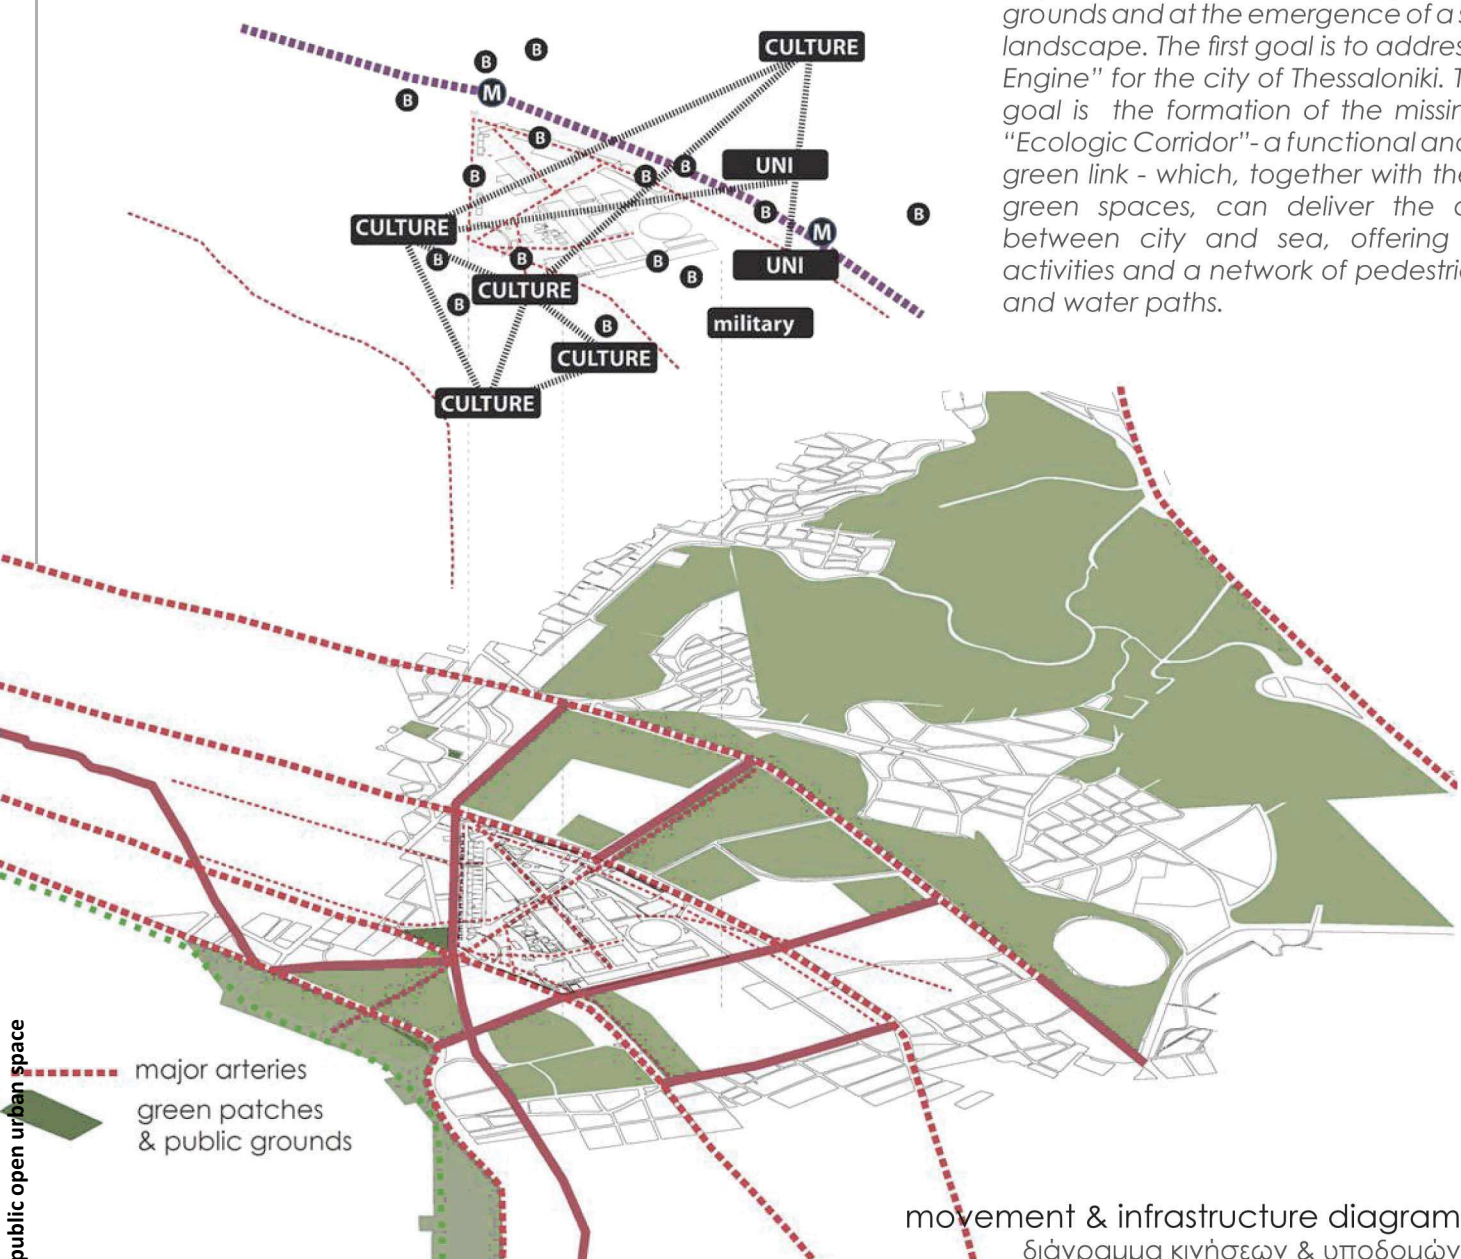 grounds and at the emergence of a s
landscape. The first goal is to addres
Engine” for the city of Thessaloniki. T
goal is the formation of the missin
“Ecologic Corridor”- a functional and
green link - which, together with the
green spaces, can deliver the
between city and sea, offering
activities and a network of pedestri
and water paths.
B
CULTURE
B
M
B
B
UNI
B
B
B
B
B
CULTURE
M
B
B
B
UNI
B
CULTURE
B
military
B
CULTURE
CULTURE
major arteries
green patches
& public grounds
public open urban space
movement & infrastructure diagram
διάγραμμα κινήσεων & υποδομών